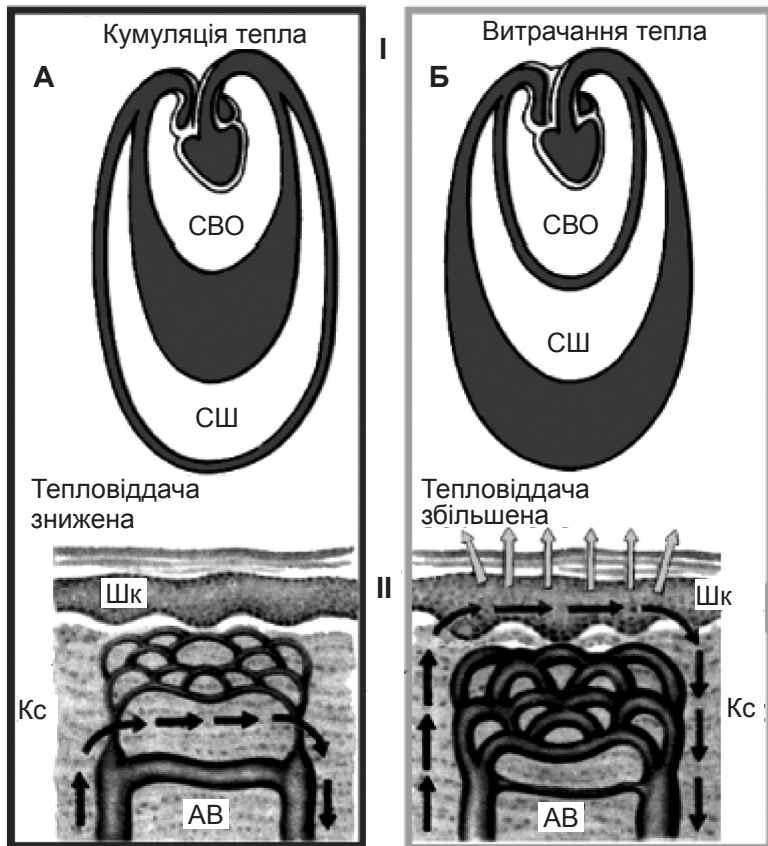 Кумуляція тепла
I
Витрачання тепла
А
Б
СВО
СВО
СШ
СШ
Тепловіддача
знижена
Тепловіддача
збільшена
II
Шк
Шк
Кс
Кс
АВ
АВ